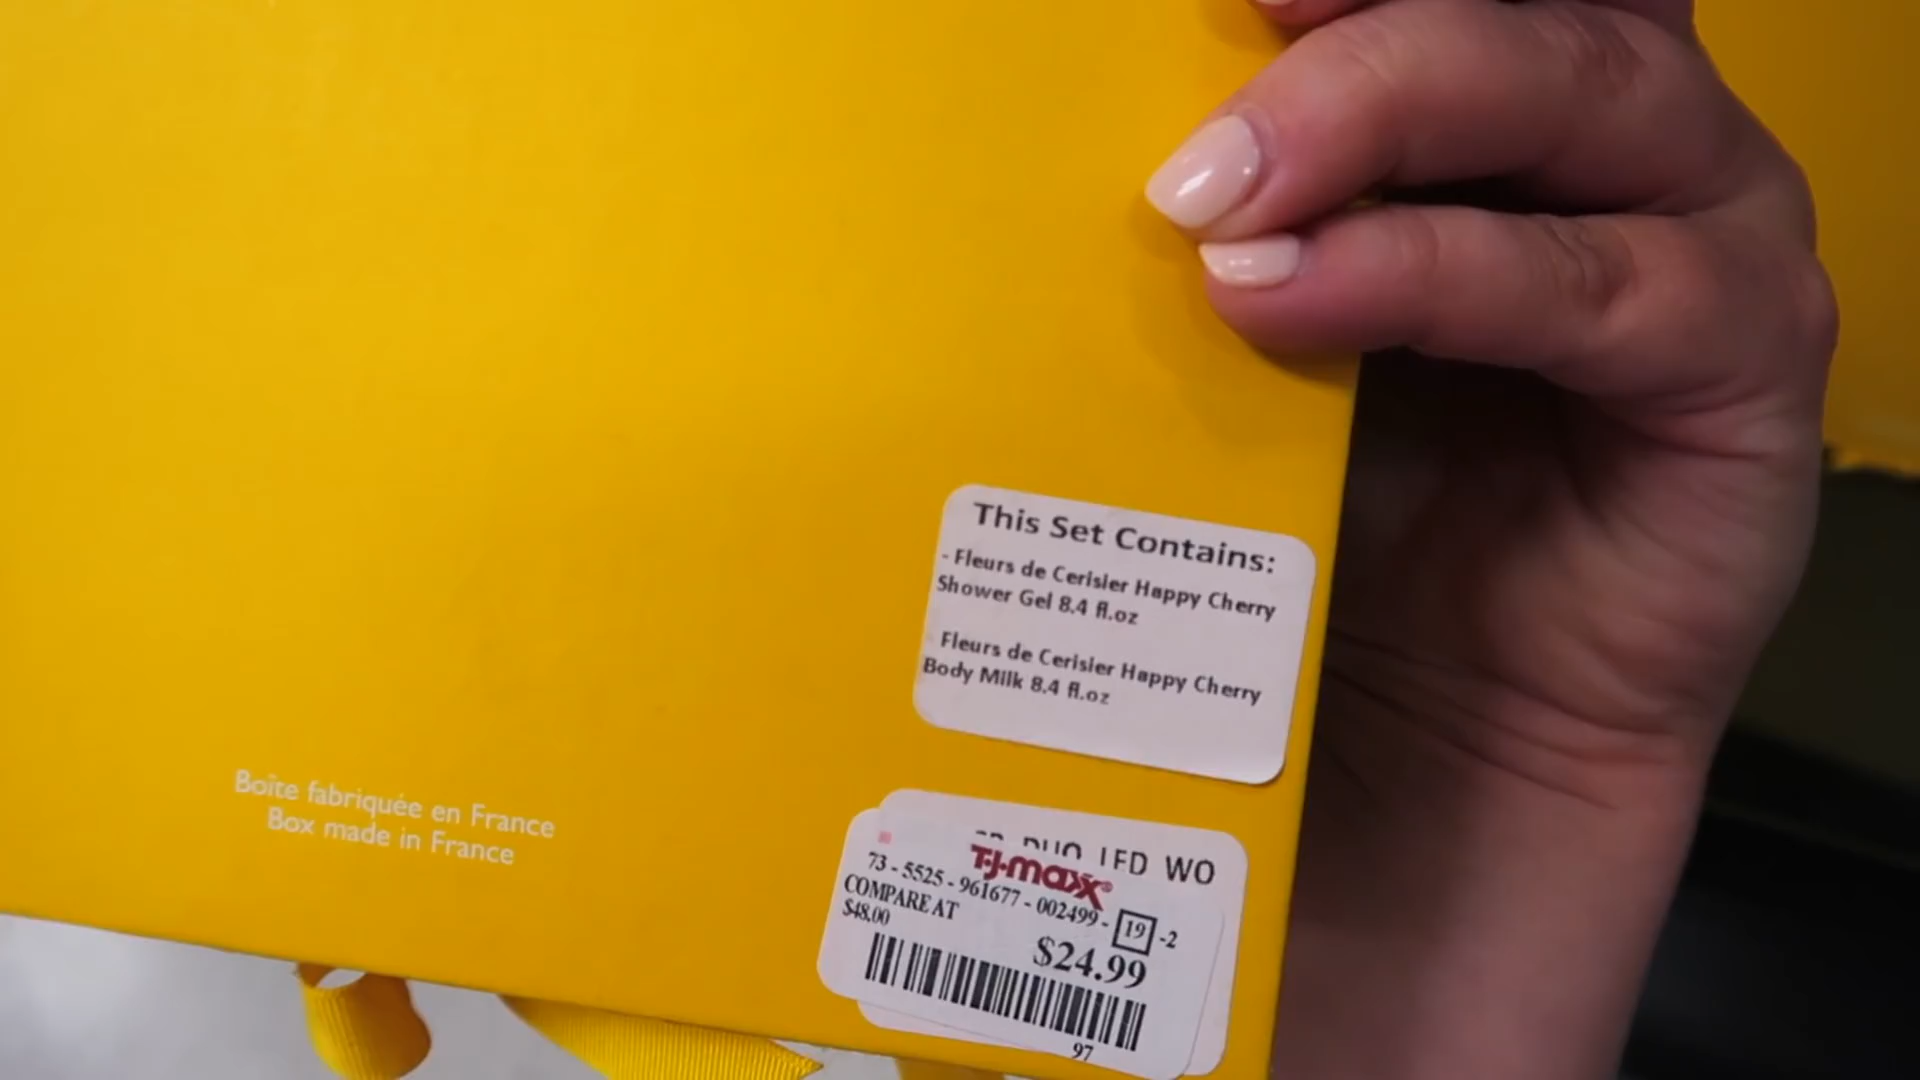 This Set Contains:
- Fleurs de Cerisier Happy Cherry
Shower Gel 8.4 fl.oz
Fleurs de Cerisier Happy Cherry
Body Milk 8.4 fl.oz
Boîte fabriquée en France
Box made in France
DUO LED WO
T.J.maxx®
73 - 5525 - 961677 - 002499 - 19 -2
COMPARE AT
$48.00
$24.99
97